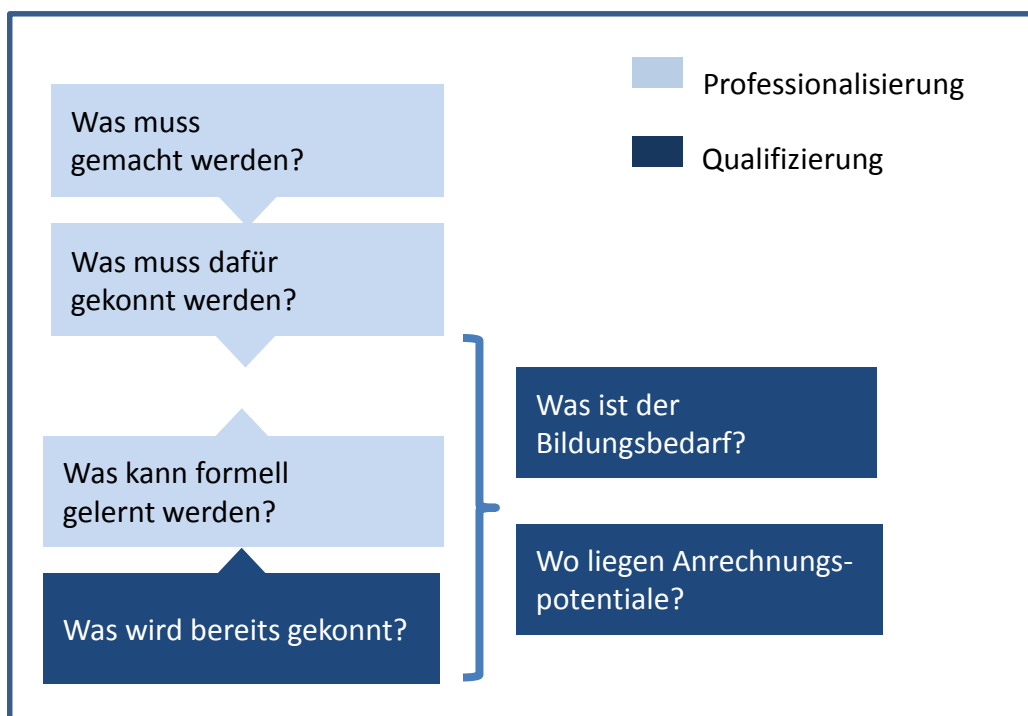 Professionalisierung
Qualifizierung
Was muss
gemacht werden?
Was muss dafür
gekonnt werden?
Was kann formell
gelernt werden?
Was wird bereits gekonnt?
Was ist der
Bildungsbedarf?
Wo liegen Anrechnungs-
potentiale?